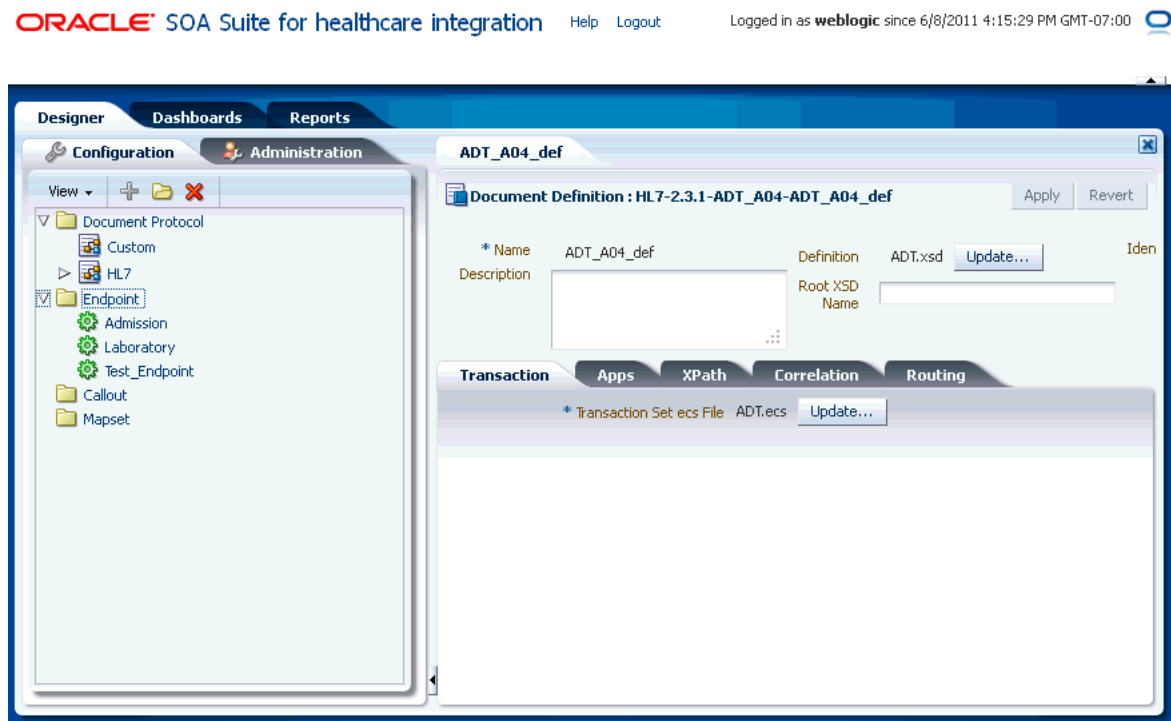 ORACLE SOA Suite for healthcare integration Help Logout Logged in as weblogic since 6/8/2011 4:15:29 PM GMT-07:00
Designer Dashboards Reports
Configuration Administration
View
Document Protocol
Custom
HL7
Endpoint
Admission
Laboratory
Test_Endpoint
Callout
Mapset
ADT_A04_def
Document Definition : HL7-2.3.1-ADT_A04-ADT_A04_def Apply Revert
* Name ADT_A04_def
Description
Definition ADT.xsd Update... Iden
Root XSD
Name
Transaction Apps XPath Correlation Routing
* Transaction Set ecs File ADT.ecs Update...